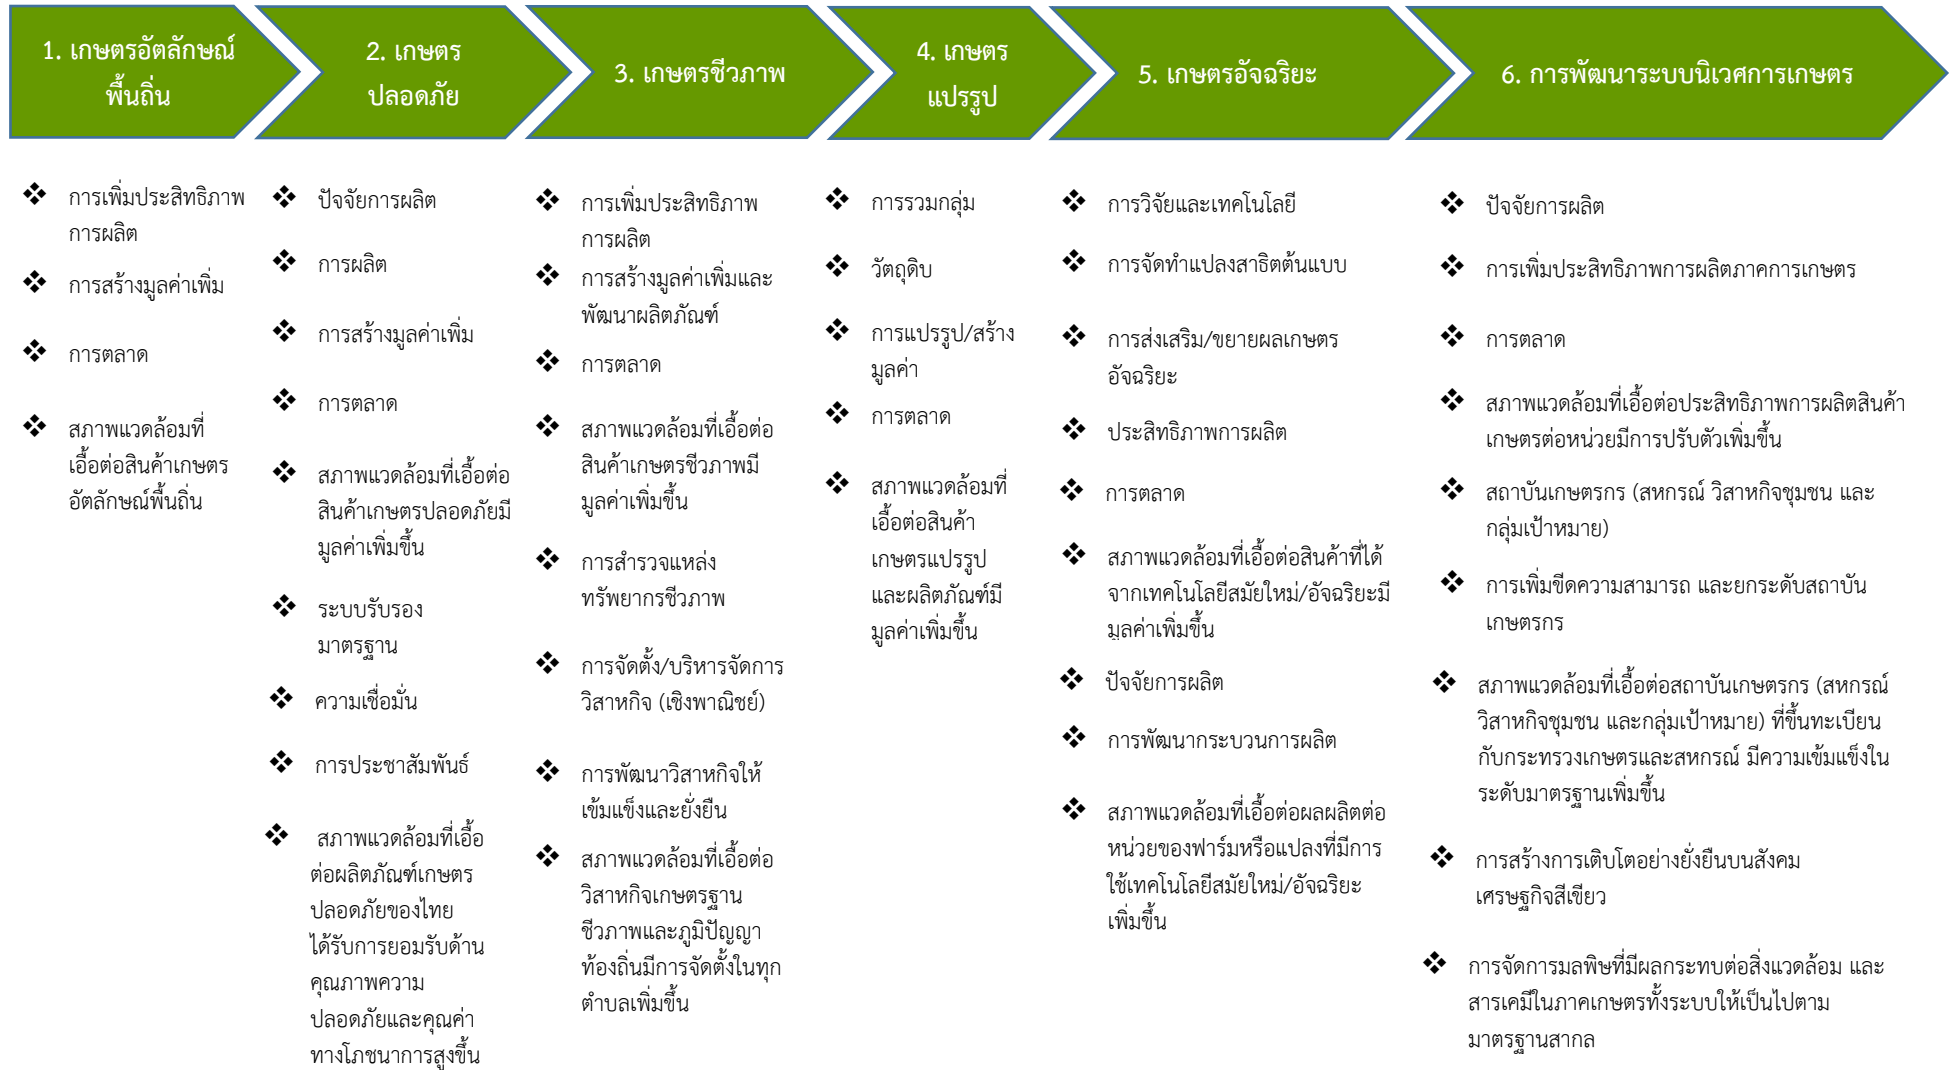 1. เกษตรอัตลักษณ์
พื้นถิ่น
2. เกษตร
ปลอดภัย
3. เกษตรชีวภาพ
4. เกษตร
แปรรูป
5. เกษตรอัจฉริยะ
6. การพัฒนาระบบนิเวศการเกษตร
❖ การเพิ่มประสิทธิภาพ
การผลิต
❖ การสร้างมูลค่าเพิ่ม
❖ การตลาด
❖ สภาพแวดล้อมที่
เอื้อต่อสินค้าเกษตร
อัตลักษณ์พื้นถิ่น
❖ ปัจจัยการผลิต
❖ การผลิต
❖ การสร้างมูลค่าเพิ่ม
❖ การตลาด
❖ สภาพแวดล้อมที่เอื้อต่อ
สินค้าเกษตรปลอดภัยมี
มูลค่าเพิ่มขึ้น
❖ ระบบรับรอง
มาตรฐาน
❖ ความเชื่อมั่น
❖ การประชาสัมพันธ์
❖ สภาพแวดล้อมที่เอื้อ
ต่อผลิตภัณฑ์เกษตร
ปลอดภัยของไทย
ได้รับการยอมรับด้าน
คุณภาพความ
ปลอดภัยและคุณค่า
ทางโภชนาการสูงขึ้น
❖ การเพิ่มประสิทธิภาพ
การผลิต
❖ การสร้างมูลค่าเพิ่มและ
พัฒนาผลิตภัณฑ์
❖ การตลาด
❖ สภาพแวดล้อมที่เอื้อต่อ
สินค้าเกษตรชีวภาพมี
มูลค่าเพิ่มขึ้น
❖ การสำรวจแหล่ง
ทรัพยากรชีวภาพ
❖ การจัดตั้ง/บริหารจัดการ
วิสาหกิจ (เชิงพาณิชย์)
❖ การพัฒนาวิสาหกิจให้
เข้มแข็งและยั่งยืน
❖ สภาพแวดล้อมที่เอื้อต่อ
วิสาหกิจเกษตรฐาน
ชีวภาพและภูมิปัญญา
ท้องถิ่นมีการจัดตั้งในทุก
ตำบลเพิ่มขึ้น
❖ การรวมกลุ่ม
❖ วัตถุดิบ
❖ การแปรรูป/สร้าง
มูลค่า
❖ การตลาด
❖ สภาพแวดล้อมที่
เอื้อต่อสินค้า
เกษตรแปรรูป
และผลิตภัณฑ์มี
มูลค่าเพิ่มขึ้น
❖ การวิจัยและเทคโนโลยี
❖ การจัดทำแปลงสาธิตต้นแบบ
❖ การส่งเสริม/ขยายผลเกษตร
อัจฉริยะ
❖ ประสิทธิภาพการผลิต
❖ การตลาด
❖ สภาพแวดล้อมที่เอื้อต่อสินค้าที่ได้
จากเทคโนโลยีสมัยใหม่/อัจฉริยะมี
มูลค่าเพิ่มขึ้น
❖ ปัจจัยการผลิต
❖ การพัฒนากระบวนการผลิต
❖ สภาพแวดล้อมที่เอื้อต่อผลผลิตต่อ
หน่วยของฟาร์มหรือแปลงที่มีการ
ใช้เทคโนโลยีสมัยใหม่/อัจฉริยะ
เพิ่มขึ้น
❖ ปัจจัยการผลิต
❖ การเพิ่มประสิทธิภาพการผลิตภาคการเกษตร
❖ การตลาด
❖ สภาพแวดล้อมที่เอื้อต่อประสิทธิภาพการผลิตสินค้า
เกษตรต่อหน่วยมีการปรับตัวเพิ่มขึ้น
❖ สถาบันเกษตรกร (สหกรณ์ วิสาหกิจชุมชน และ
กลุ่มเป้าหมาย)
❖ การเพิ่มขีดความสามารถ และยกระดับสถาบัน
เกษตรกร
❖ สภาพแวดล้อมที่เอื้อต่อสถาบันเกษตรกร (สหกรณ์
วิสาหกิจชุมชน และกลุ่มเป้าหมาย) ที่ขึ้นทะเบียน
กับกระทรวงเกษตรและสหกรณ์ มีความเข้มแข็งใน
ระดับมาตรฐานเพิ่มขึ้น
❖ การสร้างการเติบโตอย่างยั่งยืนบนสังคม
เศรษฐกิจสีเขียว
❖ การจัดการมลพิษที่มีผลกระทบต่อสิ่งแวดล้อม และ
สารเคมีในภาคเกษตรทั้งระบบให้เป็นไปตาม
มาตรฐานสากล